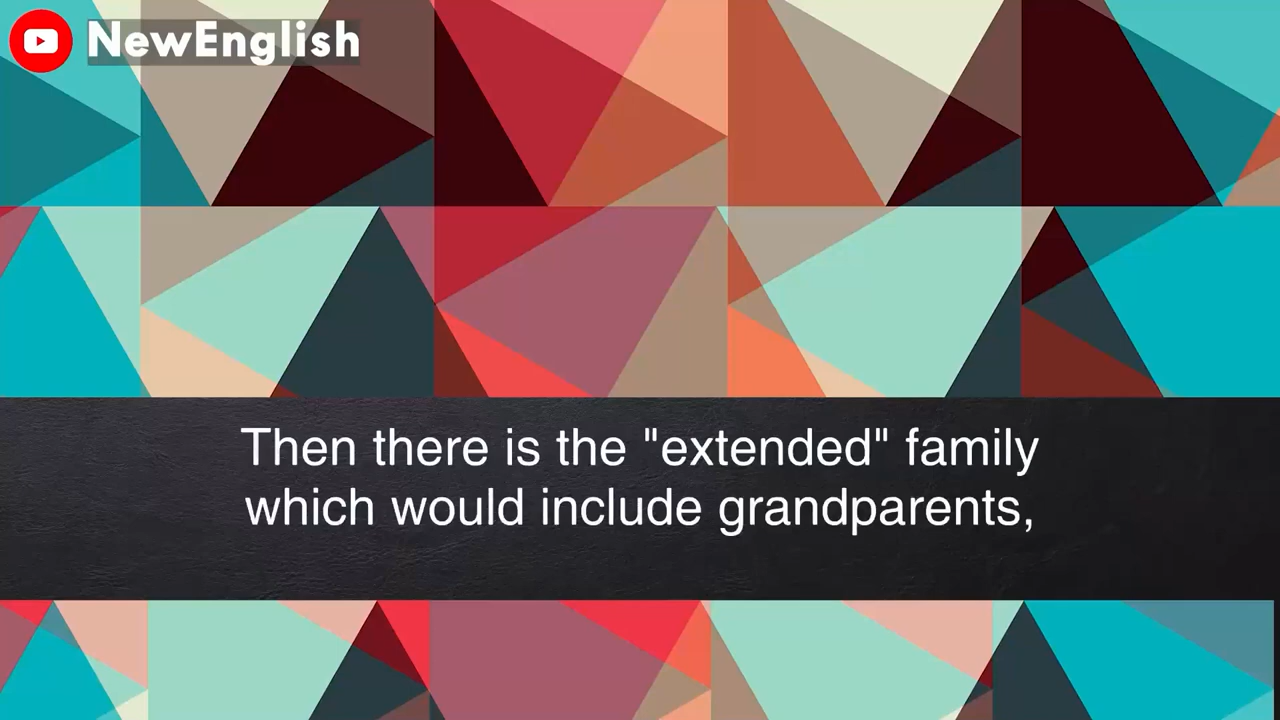 NewEnglish
Then there is the "extended" family
which would include grandparents,